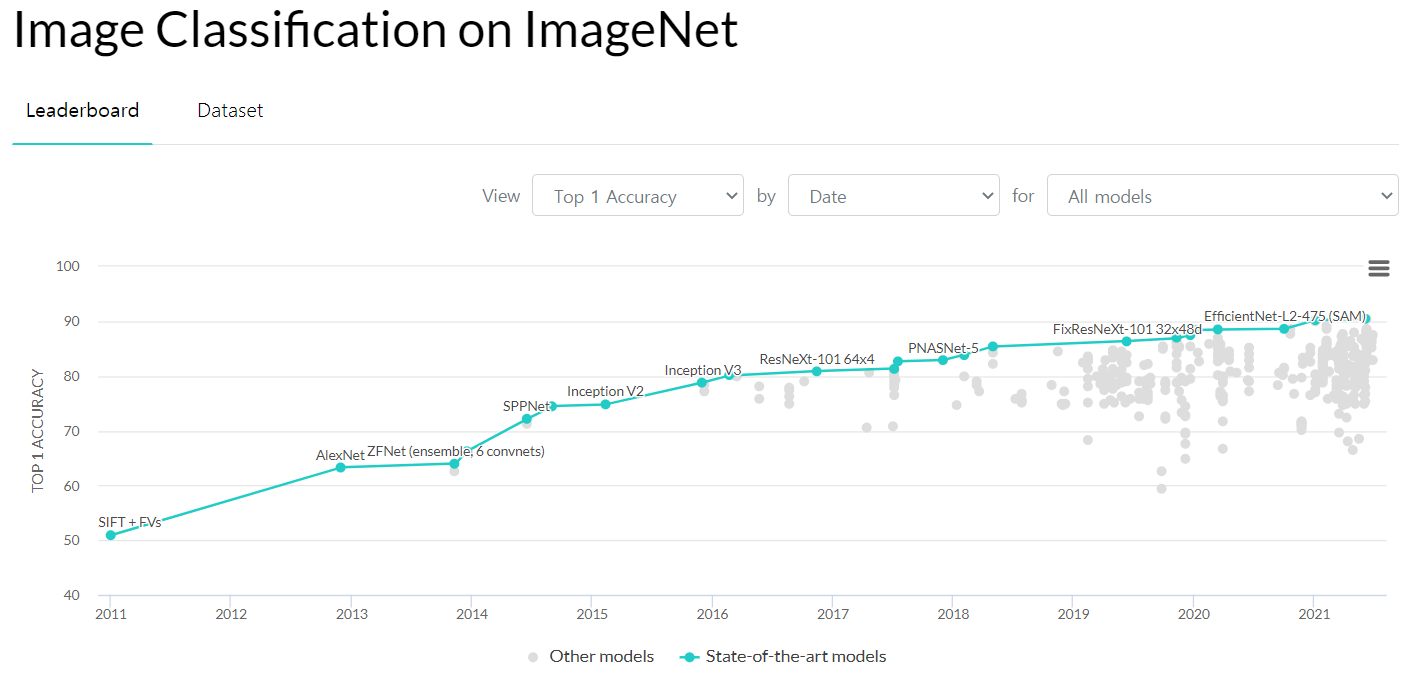 Image Classification on ImageNet
Leaderboard Dataset
View Top 1 Accuracy by Date for All models
TOP 1 ACCURACY
100
90
80
70
60
50
40
SIFT + FVs
AlexNet
ZFNet (ensemble, 6 convnets)
SPPNet
Inception V2
Inception V3
ResNeXt-101 64x4
PNASNet-5
FixResNeXt-101 32x48d
EfficientNet-L2-475 (SAM)
2011 2012 2013 2014 2015 2016 2017 2018 2019 2020 2021
Other models State-of-the-art models